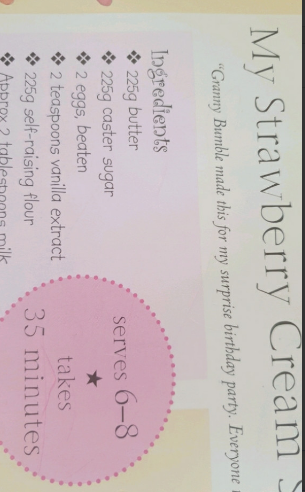 My Strawberry Cream S
"Granny Bumble made this for my surprise birthday party. Everyone
Ingredients
❖ 225g butter
❖ 225g caster sugar
❖ 2 eggs, beaten
❖ 2 teaspoons vanilla extract
❖ 225g self-raising flour
❖ Approx 2 tablespoons milk
serves 6–8
★
takes
35 minutes